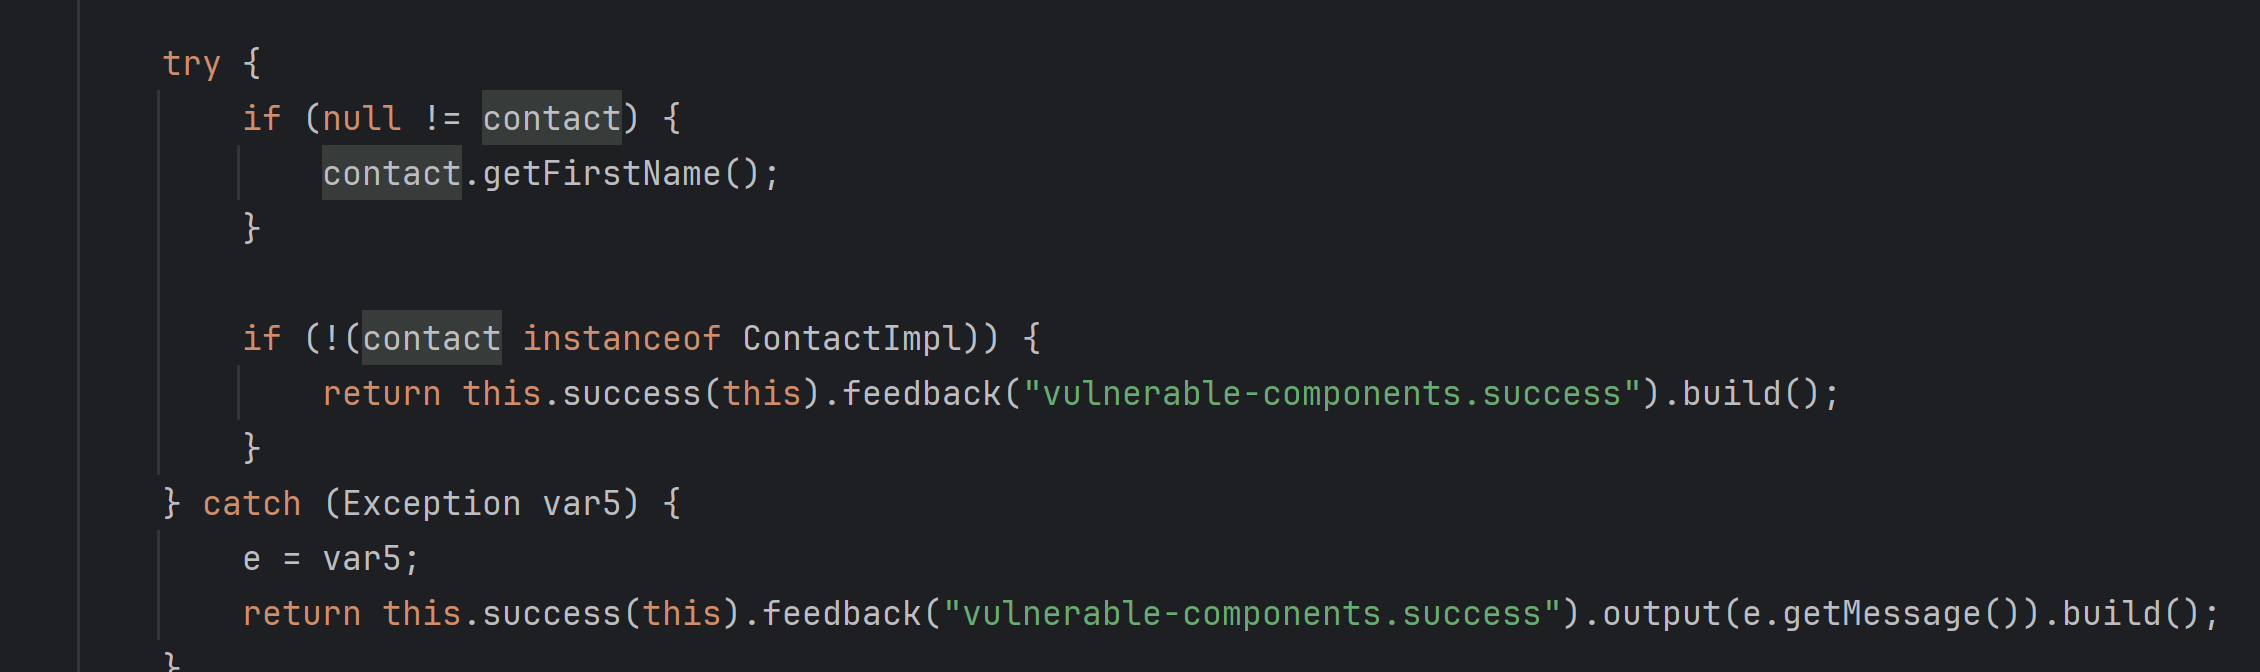 try {
if (null != contact) {
contact.getFirstName();
}
if (!(contact instanceof ContactImpl)) {
return this.success(this).feedback("vulnerable-components.success").build();
}
} catch (Exception var5) {
e = var5;
return this.success(this).feedback("vulnerable-components.success").output(e.getMessage()).build();
}